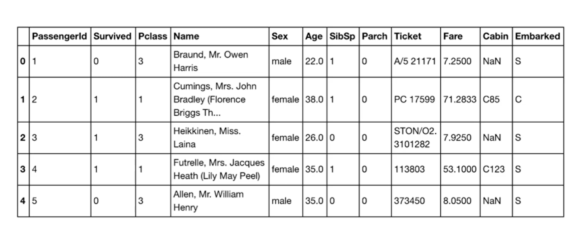 PassengerId Survived Pclass Name Sex Age SibSp Parch Ticket Fare Cabin Embarked
0 1 0 3 Braund, Mr. Owen Harris male 22.0 1 0 A/5 21171 7.2500 NaN S
1 2 1 1 Cumings, Mrs. John Bradley (Florence Briggs Th... female 38.0 1 0 PC 17599 71.2833 C85 C
2 3 1 3 Heikkinen, Miss. Laina female 26.0 0 0 STON/O2. 3101282 7.9250 NaN S
3 4 1 1 Futrelle, Mrs. Jacques Heath (Lily May Peel) female 35.0 1 0 113803 53.1000 C123 S
4 5 0 3 Allen, Mr. William Henry male 35.0 0 0 373450 8.0500 NaN S